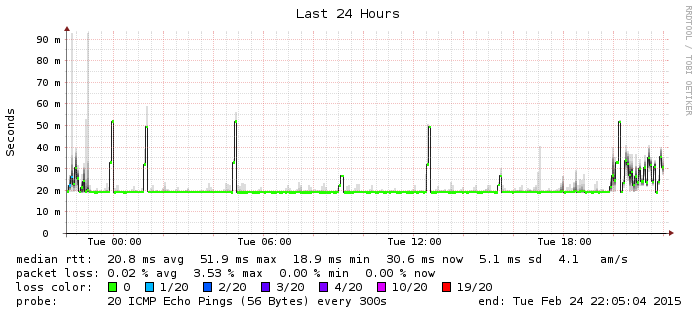 Last 24 Hours
RRDTOOL / TOBI OETIKER
Seconds
90 m
80 m
70 m
60 m
50 m
40 m
30 m
20 m
10 m
0
Tue 00:00 Tue 06:00 Tue 12:00 Tue 18:00
median rtt: 20.8 ms avg 51.9 ms max 18.9 ms min 30.6 ms now 5.1 ms sd 4.1 am/s
packet loss: 0.02 % avg 3.53 % max 0.00 % min 0.00 % now
loss color: 0 1/20 2/20 3/20 4/20 10/20 19/20
probe: 20 ICMP Echo Pings (56 Bytes) every 300s end: Tue Feb 24 22:05:04 2015